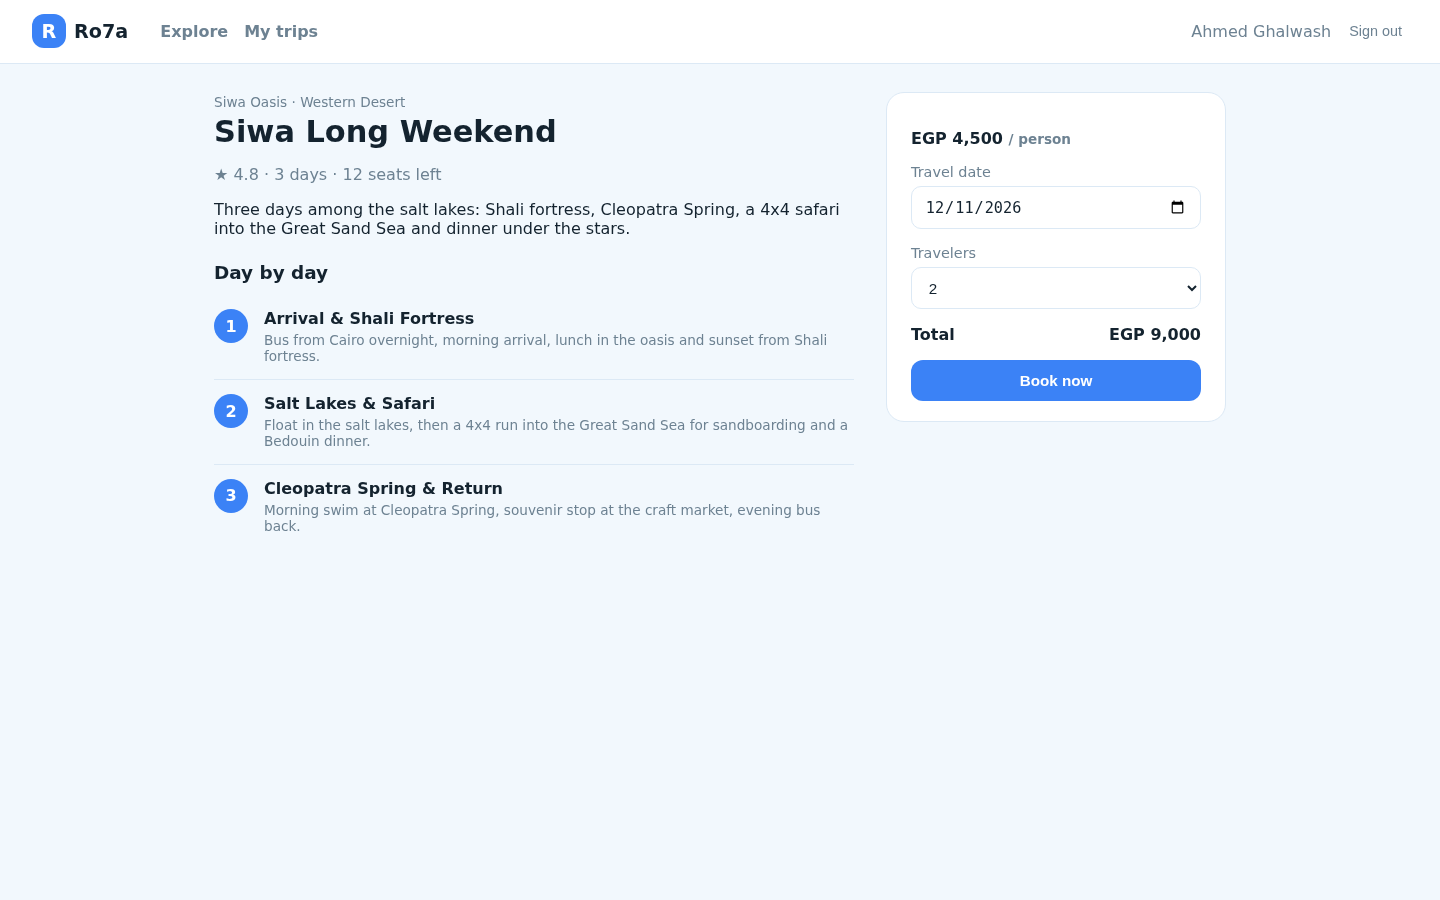 R Ro7a Explore My trips Ahmed Ghalwash Sign out
Siwa Oasis · Western Desert
Siwa Long Weekend
★ 4.8 · 3 days · 12 seats left
Three days among the salt lakes: Shali fortress, Cleopatra Spring, a 4x4 safari
into the Great Sand Sea and dinner under the stars.
Day by day
1 Arrival & Shali Fortress
Bus from Cairo overnight, morning arrival, lunch in the oasis and sunset from Shali
fortress.
2 Salt Lakes & Safari
Float in the salt lakes, then a 4x4 run into the Great Sand Sea for sandboarding and a
Bedouin dinner.
3 Cleopatra Spring & Return
Morning swim at Cleopatra Spring, souvenir stop at the craft market, evening bus
back.
EGP 4,500 / person
Travel date
12/11/2026
Travelers
2
Total EGP 9,000
Book now